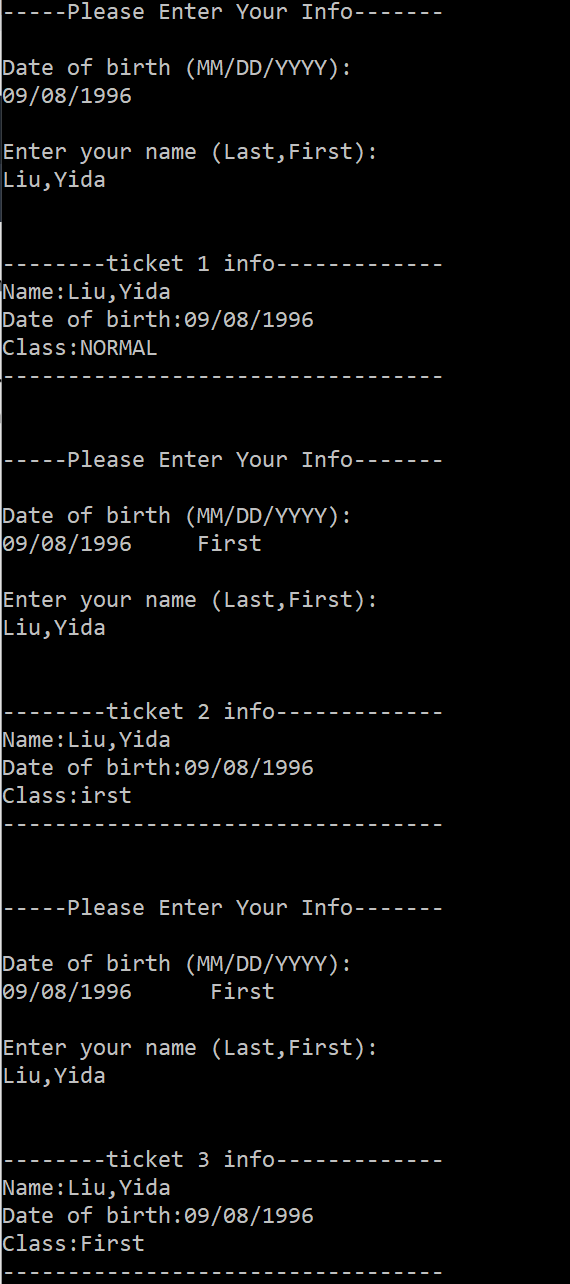 -----Please Enter Your Info-------
Date of birth (MM/DD/YYYY):
09/08/1996
Enter your name (Last,First):
Liu,Yida
--------ticket 1 info-------------
Name:Liu,Yida
Date of birth:09/08/1996
Class:NORMAL
----------------------------------
-----Please Enter Your Info-------
Date of birth (MM/DD/YYYY):
09/08/1996     First
Enter your name (Last,First):
Liu,Yida
--------ticket 2 info-------------
Name:Liu,Yida
Date of birth:09/08/1996
Class:irst
----------------------------------
-----Please Enter Your Info-------
Date of birth (MM/DD/YYYY):
09/08/1996      First
Enter your name (Last,First):
Liu,Yida
--------ticket 3 info-------------
Name:Liu,Yida
Date of birth:09/08/1996
Class:First
----------------------------------